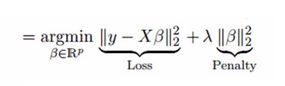 = argmin ‖y − Xβ‖₂² + λ ‖β‖₂²
β∈ℝᵖ
Loss Penalty